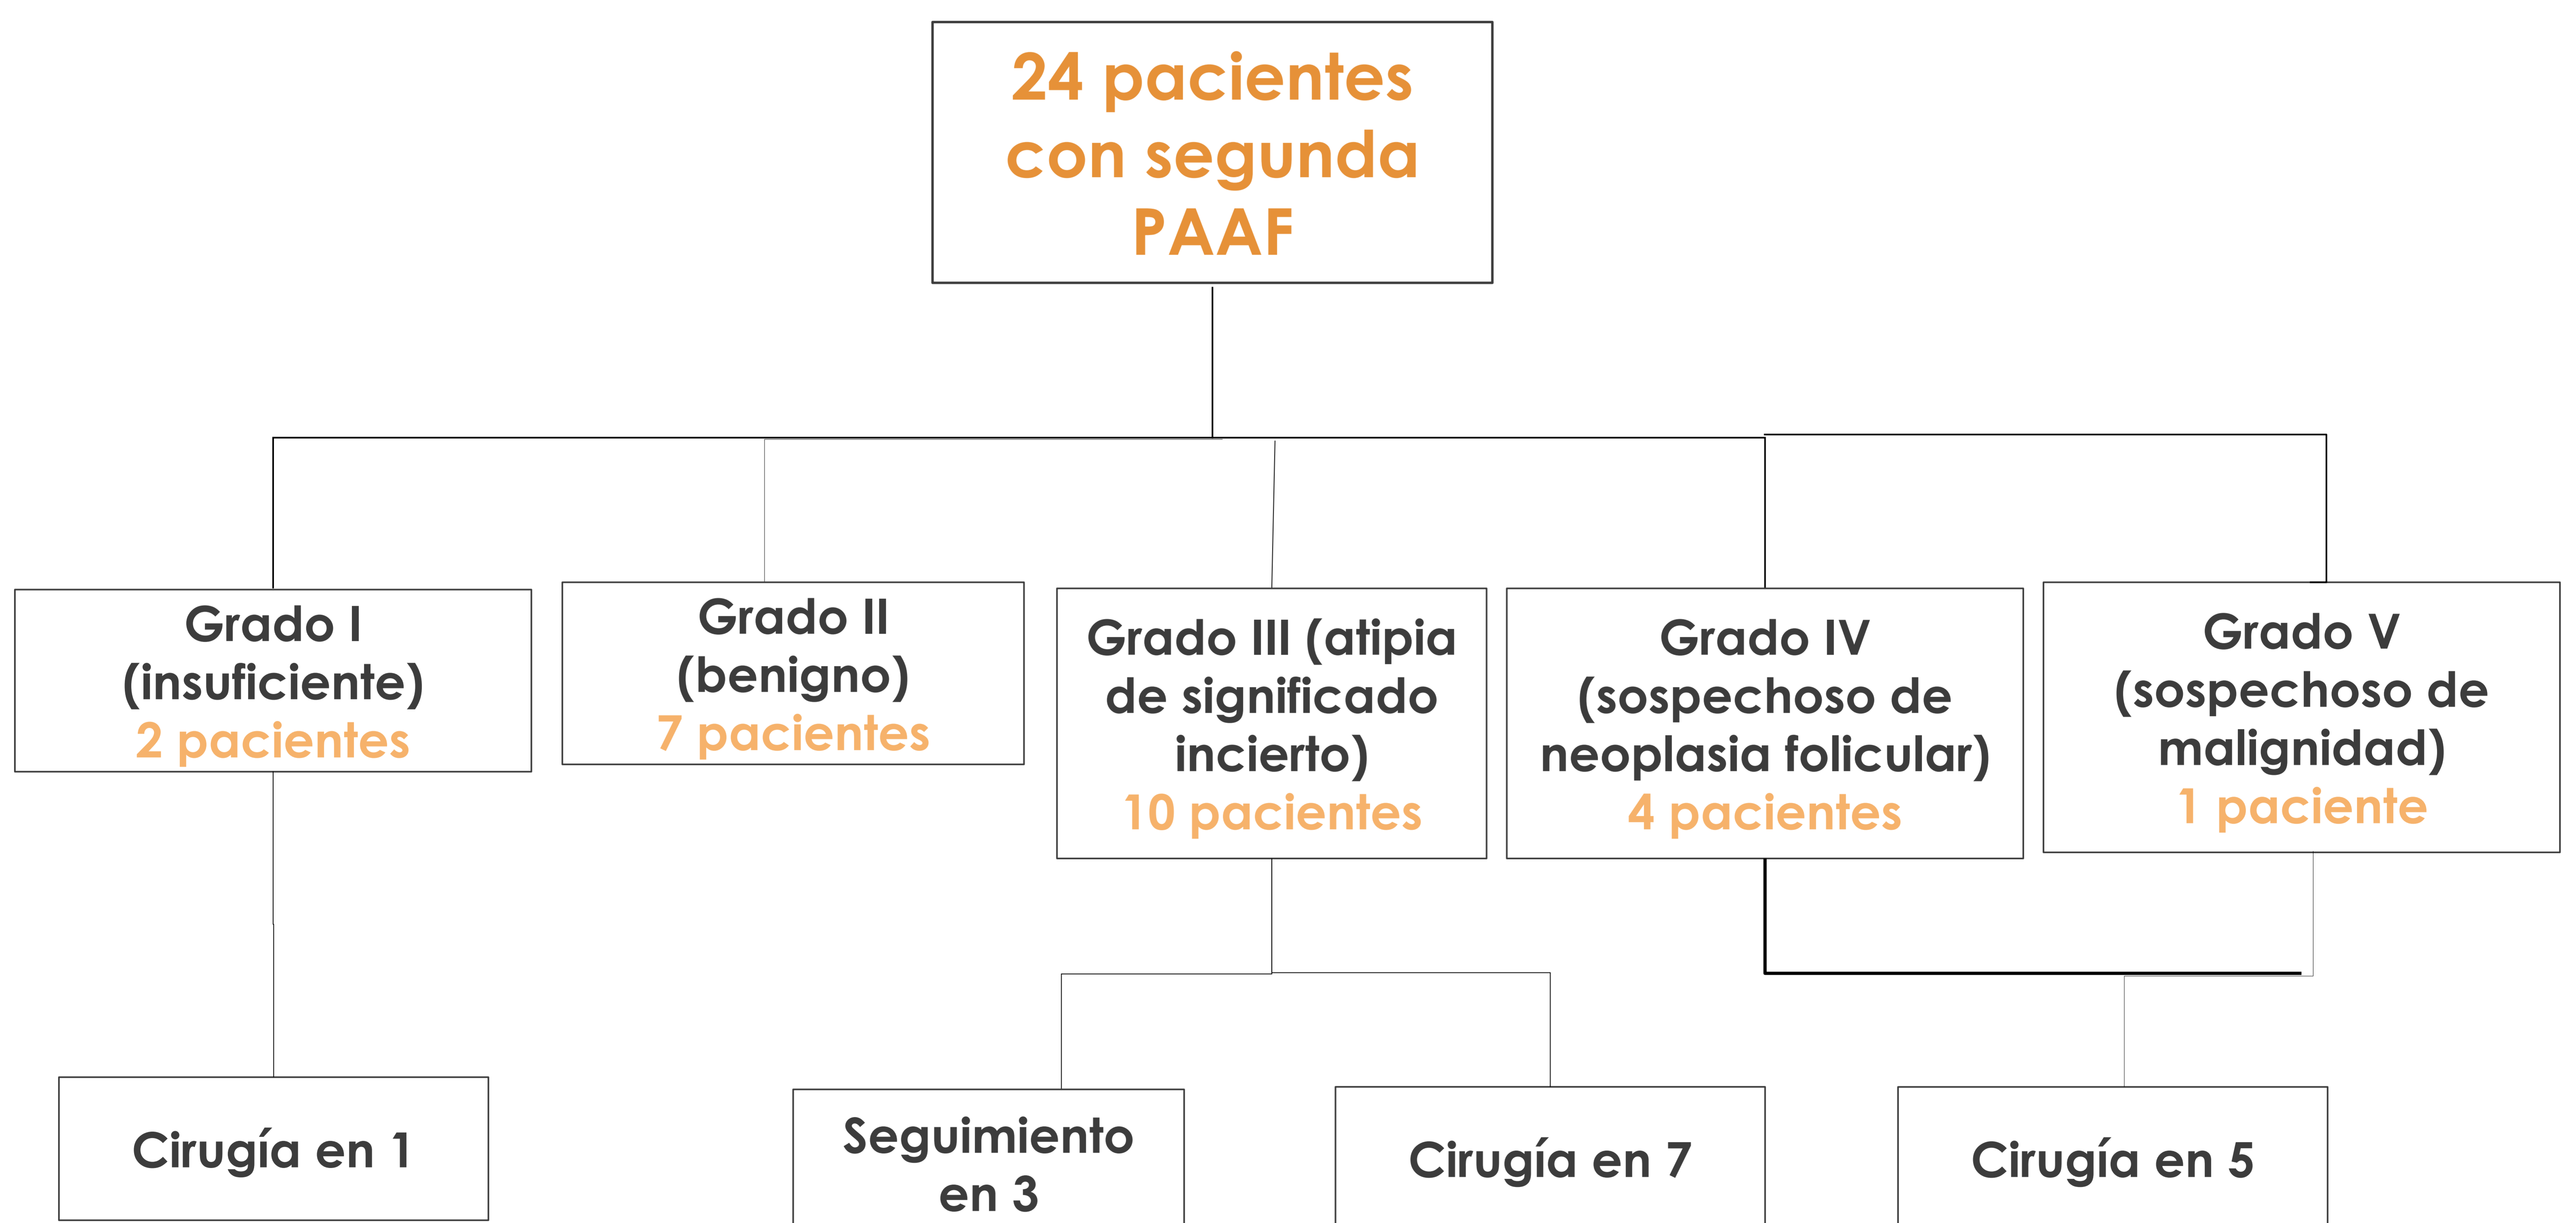 24 pacientes
con segunda
PAAF
Grado I
(insuficiente)
2 pacientes
Grado II
(benigno)
7 pacientes
Grado III (atipia
de significado
incierto)
10 pacientes
Grado IV
(sospechoso de
neoplasia folicular)
4 pacientes
Grado V
(sospechoso de
malignidad)
1 paciente
Cirugía en 1
Seguimiento
en 3
Cirugía en 7
Cirugía en 5